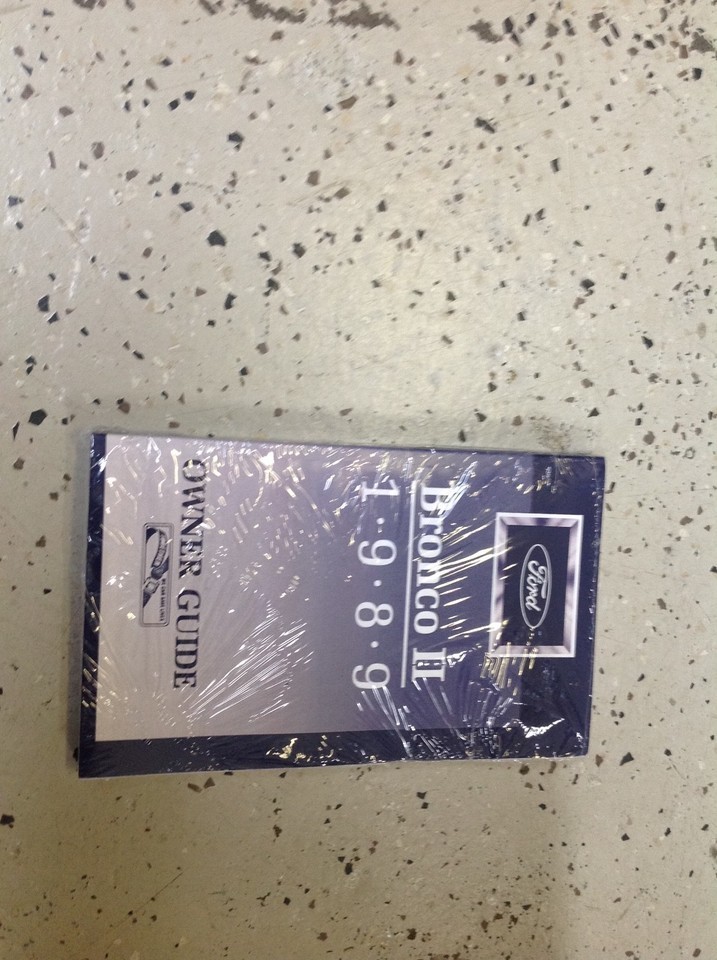 Ford
Bronco II
1·9·8·9
OWNER GUIDE